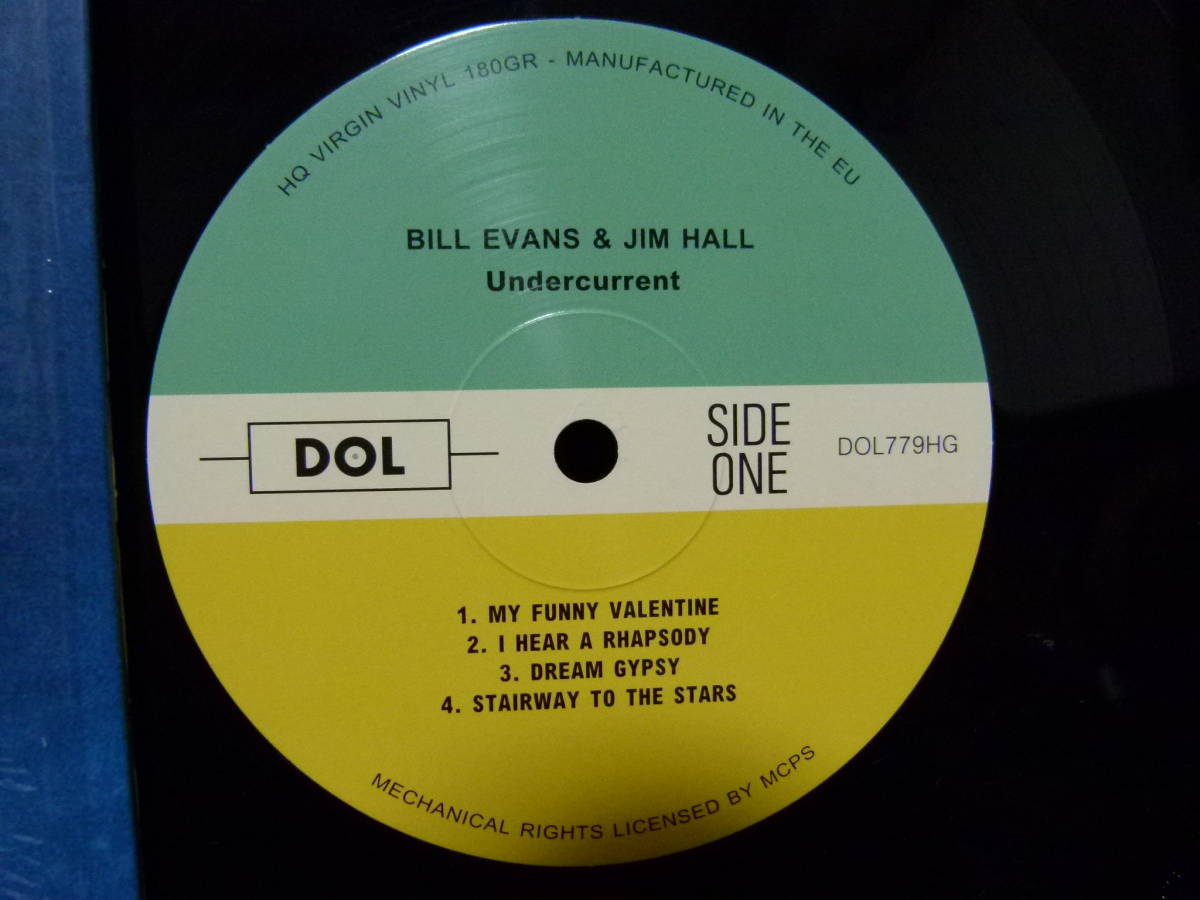 HQ VIRGIN VINYL 180GR - MANUFACTURED IN THE EU
BILL EVANS & JIM HALL
Undercurrent
DOL
SIDE
ONE
DOL779HG
1. MY FUNNY VALENTINE
2. I HEAR A RHAPSODY
3. DREAM GYPSY
4. STAIRWAY TO THE STARS
MECHANICAL RIGHTS LICENSED BY MCPS